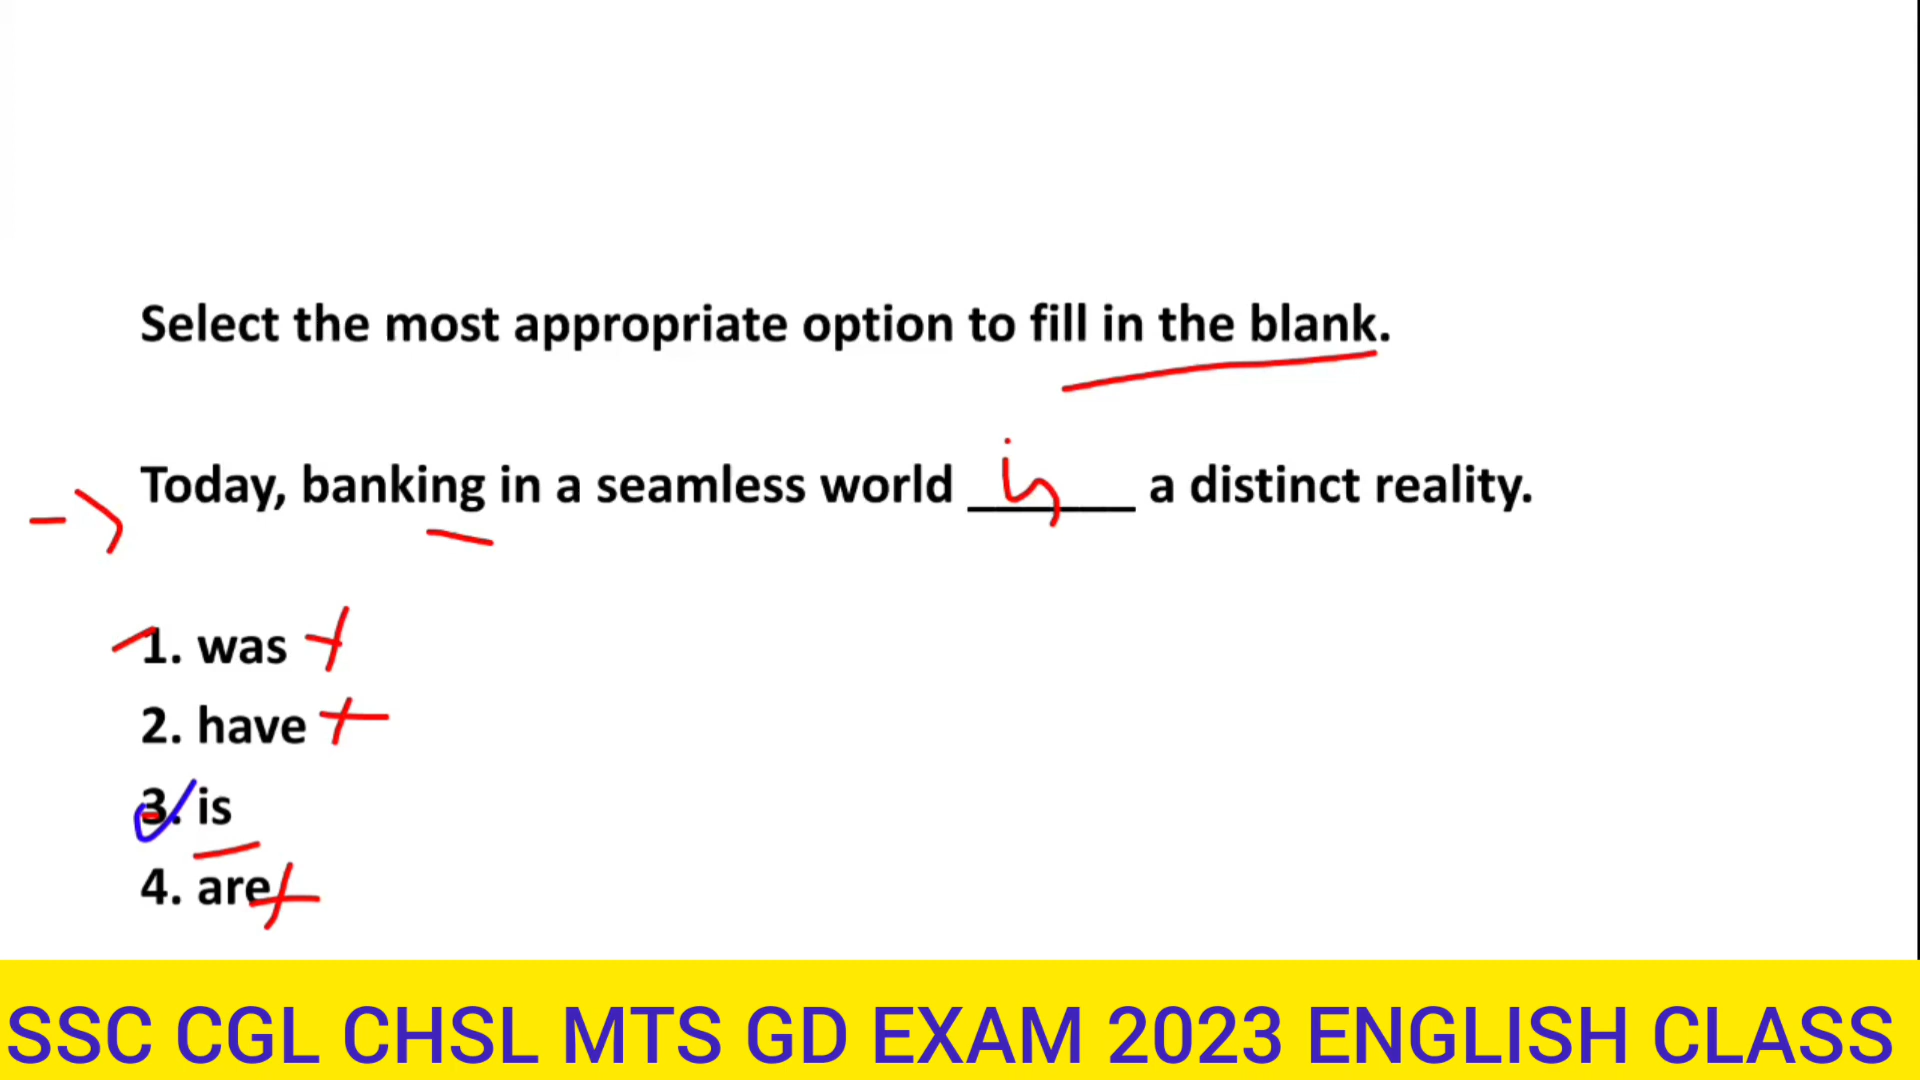 Select the most appropriate option to fill in the blank.
Today, banking in a seamless world ______ is a distinct reality.
1. was
2. have
3. is
4. are
SSC CGL CHSL MTS GD EXAM 2023 ENGLISH CLASS